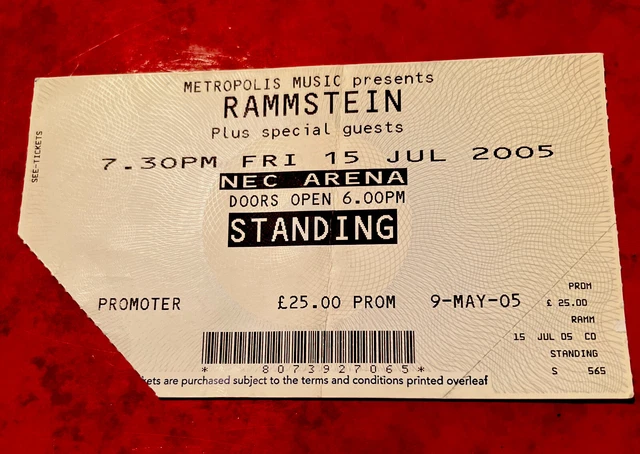 METROPOLIS MUSIC presents
RAMMSTEIN
Plus special guests
SEE-TICKETS
7.30PM FRI 15 JUL 2005
NEC ARENA
DOORS OPEN 6.00PM
STANDING
PROMOTER £25.00 PROM 9-MAY-05
PROM
£ 25.00
RAMM
15 JUL 05 CO
STANDING
S 565
* 8073927065 *
kets are purchased subject to the terms and conditions printed overleaf